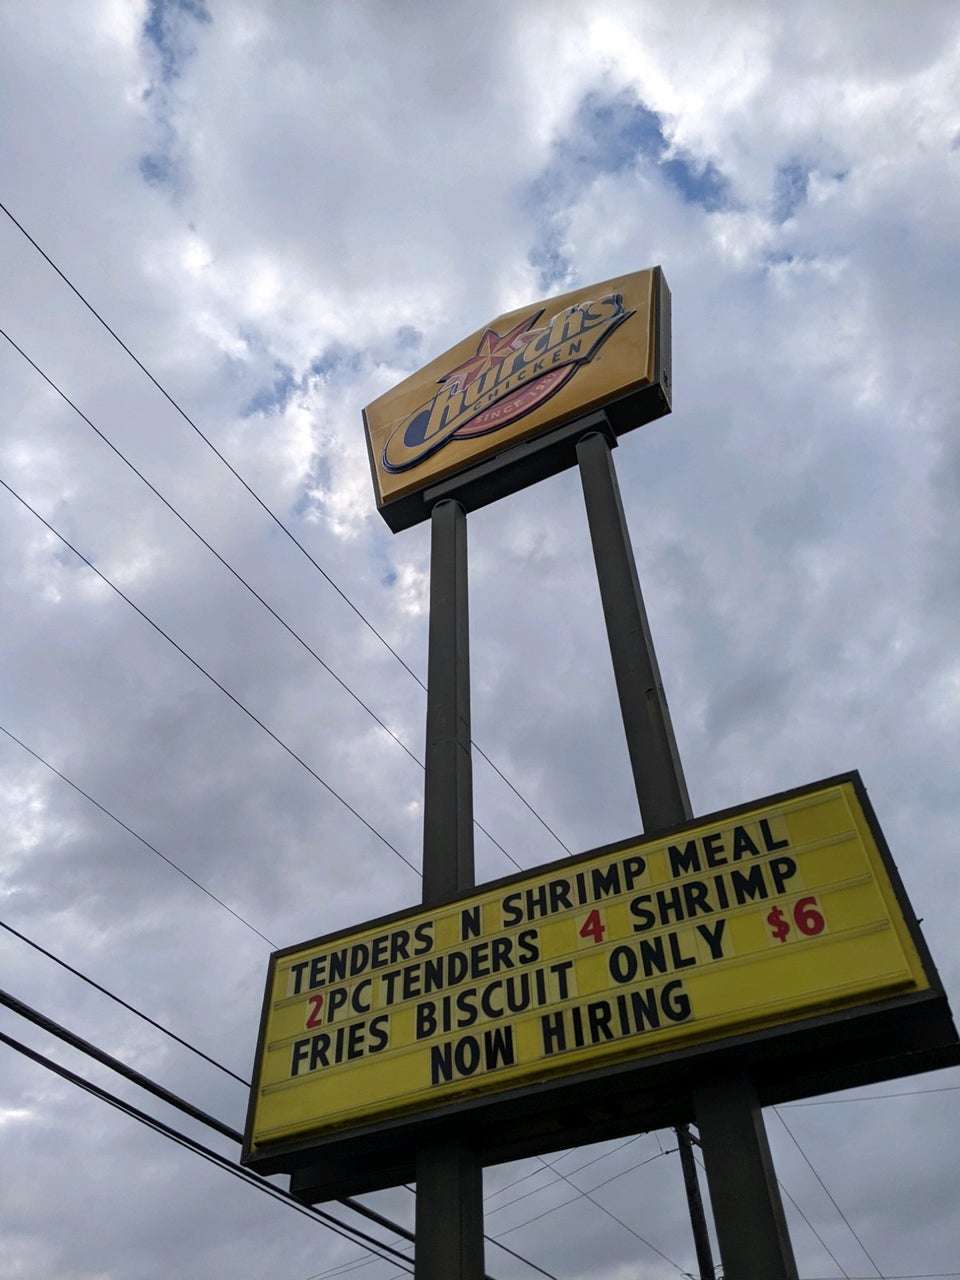 Church's
CHICKEN
SINCE 1952
TENDERS N SHRIMP MEAL
2PC TENDERS 4 SHRIMP
FRIES BISCUIT ONLY $6
NOW HIRING